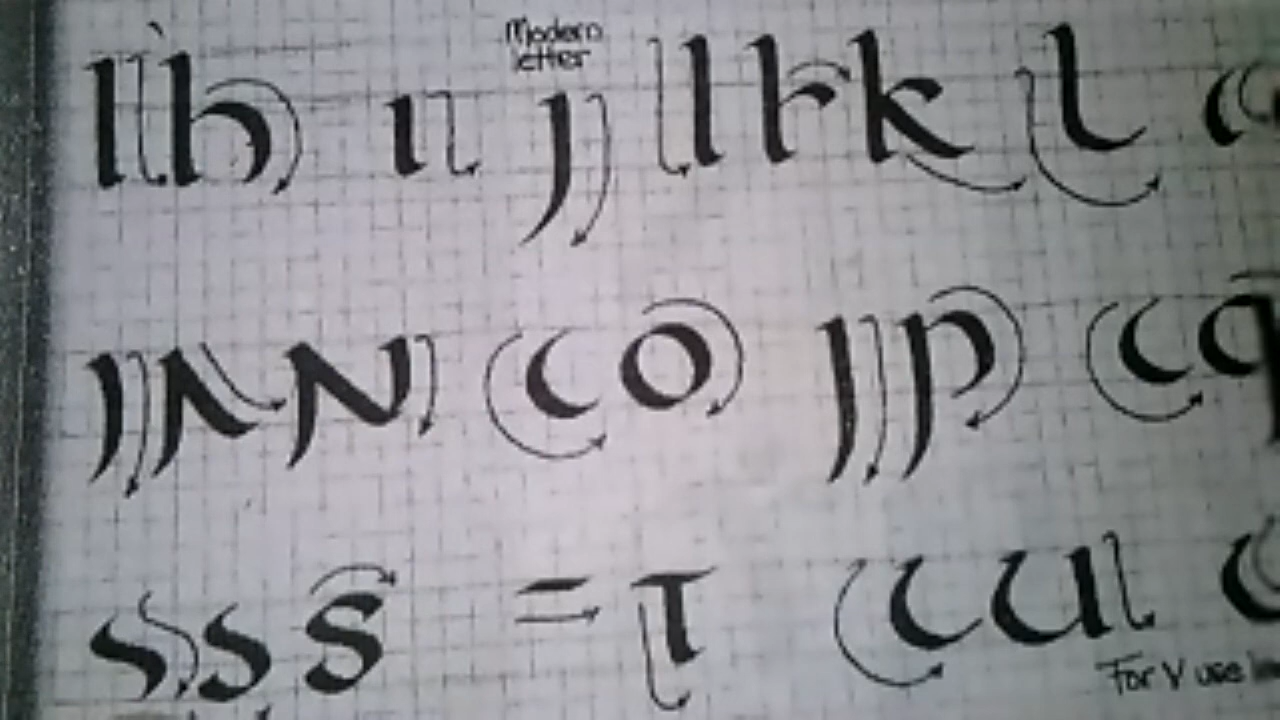 Modern
letter
l h ı j l r k l
J Λ N c o J p c q
s s s = τ c u
For V use